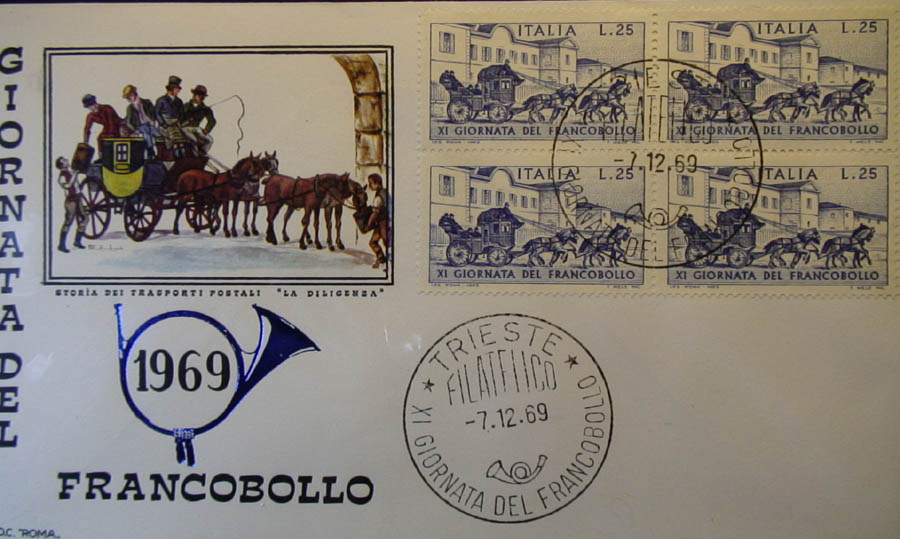 GIORNATA DEL
STORIA DEI TRASPORTI POSTALI "LA DILIGENZA"
1969
FRANCOBOLLO
D.C. "ROMA"
ITALIA L.25
XI GIORNATA DEL FRANCOBOLLO
ITALIA L.25
XI GIORNATA DEL FRANCOBOLLO
ITALIA L.25
XI GIORNATA DEL FRANCOBOLLO
ITALIA L.25
XI GIORNATA DEL FRANCOBOLLO
-7.12.69
★ TRIESTE ★
FILATELICO
-7.12.69
XI GIORNATA DEL FRANCOBOLLO